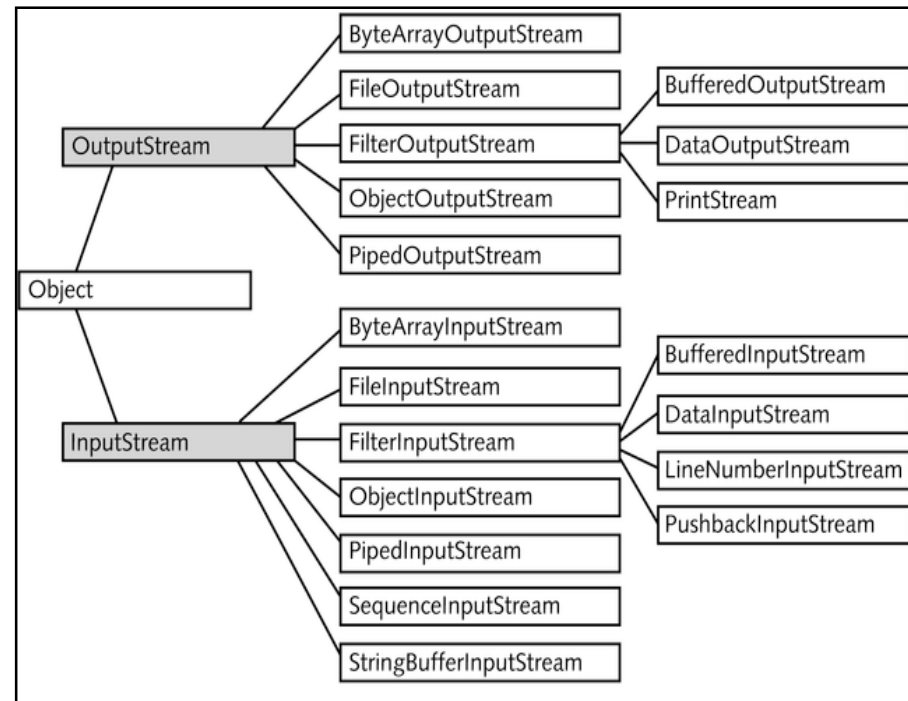 ByteArrayOutputStream
FileOutputStream
BufferedOutputStream
OutputStream
FilterOutputStream
DataOutputStream
ObjectOutputStream
PrintStream
PipedOutputStream
Object
ByteArrayInputStream
BufferedInputStream
FileInputStream
DataInputStream
InputStream
FilterInputStream
LineNumberInputStream
ObjectInputStream
PushbackInputStream
PipedInputStream
SequenceInputStream
StringBufferInputStream